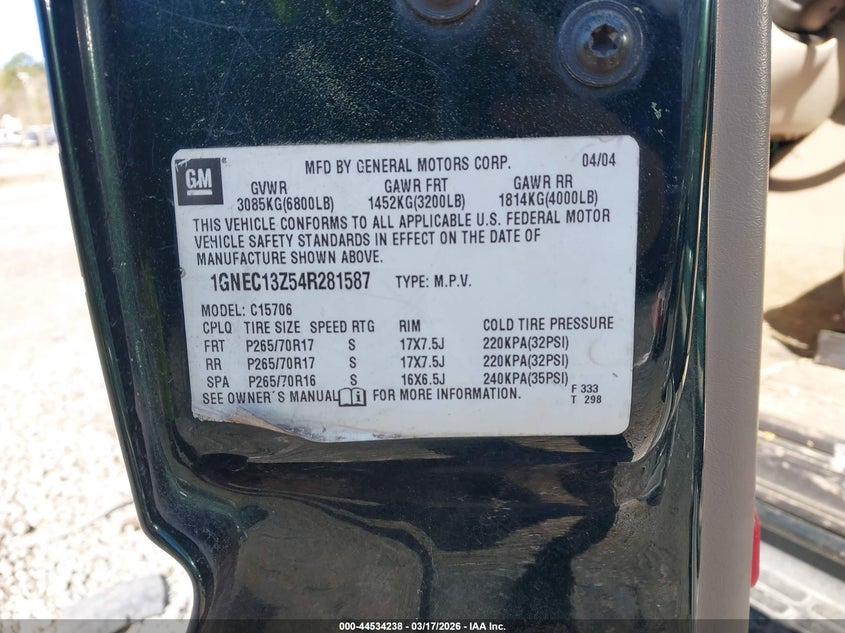 GM MFD BY GENERAL MOTORS CORP. 04/04
GVWR GAWR FRT GAWR RR
3085KG(6800LB) 1452KG(3200LB) 1814KG(4000LB)
THIS VEHICLE CONFORMS TO ALL APPLICABLE U.S. FEDERAL MOTOR
VEHICLE SAFETY STANDARDS IN EFFECT ON THE DATE OF
MANUFACTURE SHOWN ABOVE.
1GNEC13Z54R281587 TYPE: M.P.V.
MODEL: C15706
CPLQ TIRE SIZE SPEED RTG RIM COLD TIRE PRESSURE
FRT P265/70R17 S 17X7.5J 220KPA(32PSI)
RR P265/70R17 S 17X7.5J 220KPA(32PSI)
SPA P265/70R16 S 16X6.5J 240KPA(35PSI)
SEE OWNER'S MANUAL FOR MORE INFORMATION. F 333
T 298
000-44534238 - 03/17/2026 - IAA Inc.